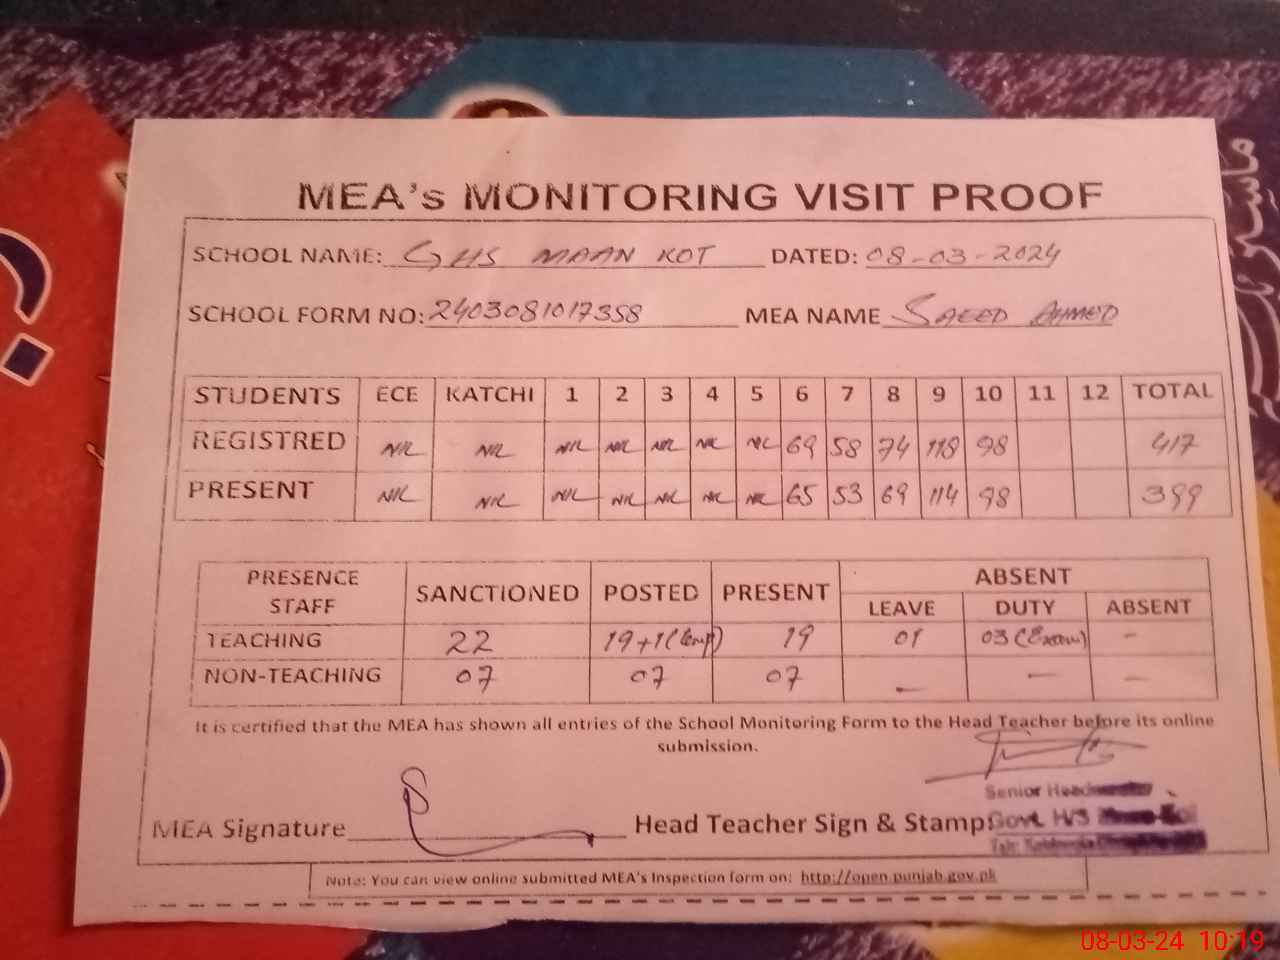 MEA's MONITORING VISIT PROOF
SCHOOL NAME: GHS MAAN KOT DATED: 08-03-2024
SCHOOL FORM NO: 2403081017358 MEA NAME SAEED AHMED
STUDENTS ECE KATCHI 1 2 3 4 5 6 7 8 9 10 11 12 TOTAL
REGISTRED NIL NIL NIL NIL NIL NIL NIL 69 58 74 118 98 417
PRESENT NIL NIL NIL NIL NIL NIL NIL 65 53 69 114 98 399
PRESENCE STAFF SANCTIONED POSTED PRESENT ABSENT
LEAVE DUTY ABSENT
TEACHING 22 19+1(Temp) 19 01 03 (Exam) -
NON-TEACHING 07 07 07 - - -
It is certified that the MEA has shown all entries of the School Monitoring Form to the Head Teacher before its online
submission.
Senior Headmaster
MEA Signature Head Teacher Sign & Stamp: Govt. H/S
Note: You can view online submitted MEA's Inspection form on: http://open.punjab.gov.pk
08-03-24 10:19